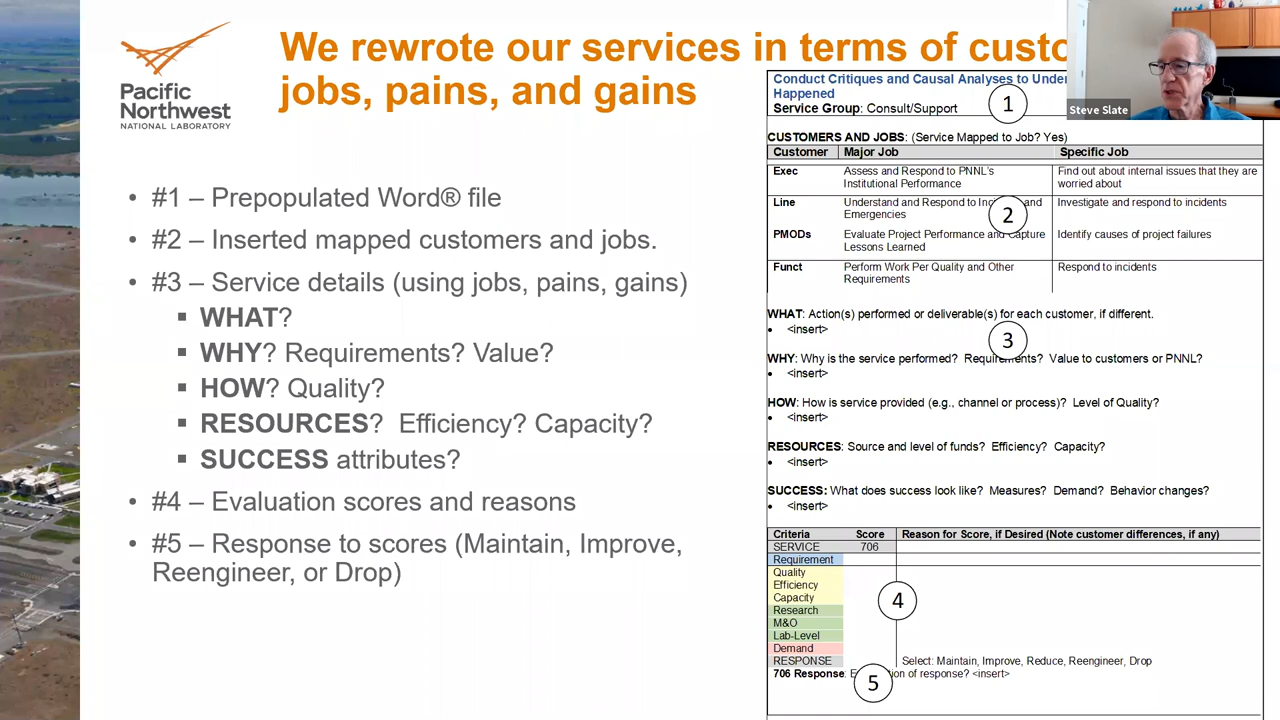 We rewrote our services in terms of custo
jobs, pains, and gains
Pacific
Northwest
NATIONAL LABORATORY
• #1 – Prepopulated Word® file
• #2 – Inserted mapped customers and jobs.
• #3 – Service details (using jobs, pains, gains)
▪ WHAT?
▪ WHY? Requirements? Value?
▪ HOW? Quality?
▪ RESOURCES? Efficiency? Capacity?
▪ SUCCESS attributes?
• #4 – Evaluation scores and reasons
• #5 – Response to scores (Maintain, Improve,
Reengineer, or Drop)
Conduct Critiques and Causal Analyses to Under
Happened
1
Service Group: Consult/Support
Steve Slate
CUSTOMERS AND JOBS: (Service Mapped to Job? Yes)
Customer Major Job Specific Job
Exec Assess and Respond to PNNL's Find out about internal issues that they are
Institutional Performance worried about
Line Understand and Respond to and Investigate and respond to incidents
Emergencies
2
PMODs Evaluate Project Performance and Capture Identify causes of project failures
Lessons Learned
Funct Perform Work Per Quality and Other Respond to incidents
Requirements
WHAT: Action(s) performed or deliverable(s) for each customer, if different.
• <insert>
3
WHY: Why is the service performed? Requirements? Value to customers or PNNL?
• <insert>
HOW: How is service provided (e.g., channel or process)? Level of Quality?
• <insert>
RESOURCES: Source and level of funds? Efficiency? Capacity?
• <insert>
SUCCESS: What does success look like? Measures? Demand? Behavior changes?
• <insert>
Criteria Score Reason for Score, if Desired (Note customer differences, if any)
SERVICE 706
Requirement
Quality
Efficiency
Capacity
4
Research
M&O
Lab-Level
Demand
RESPONSE Select: Maintain, Improve, Reduce, Reengineer, Drop
706 Response: of response? <insert>
5